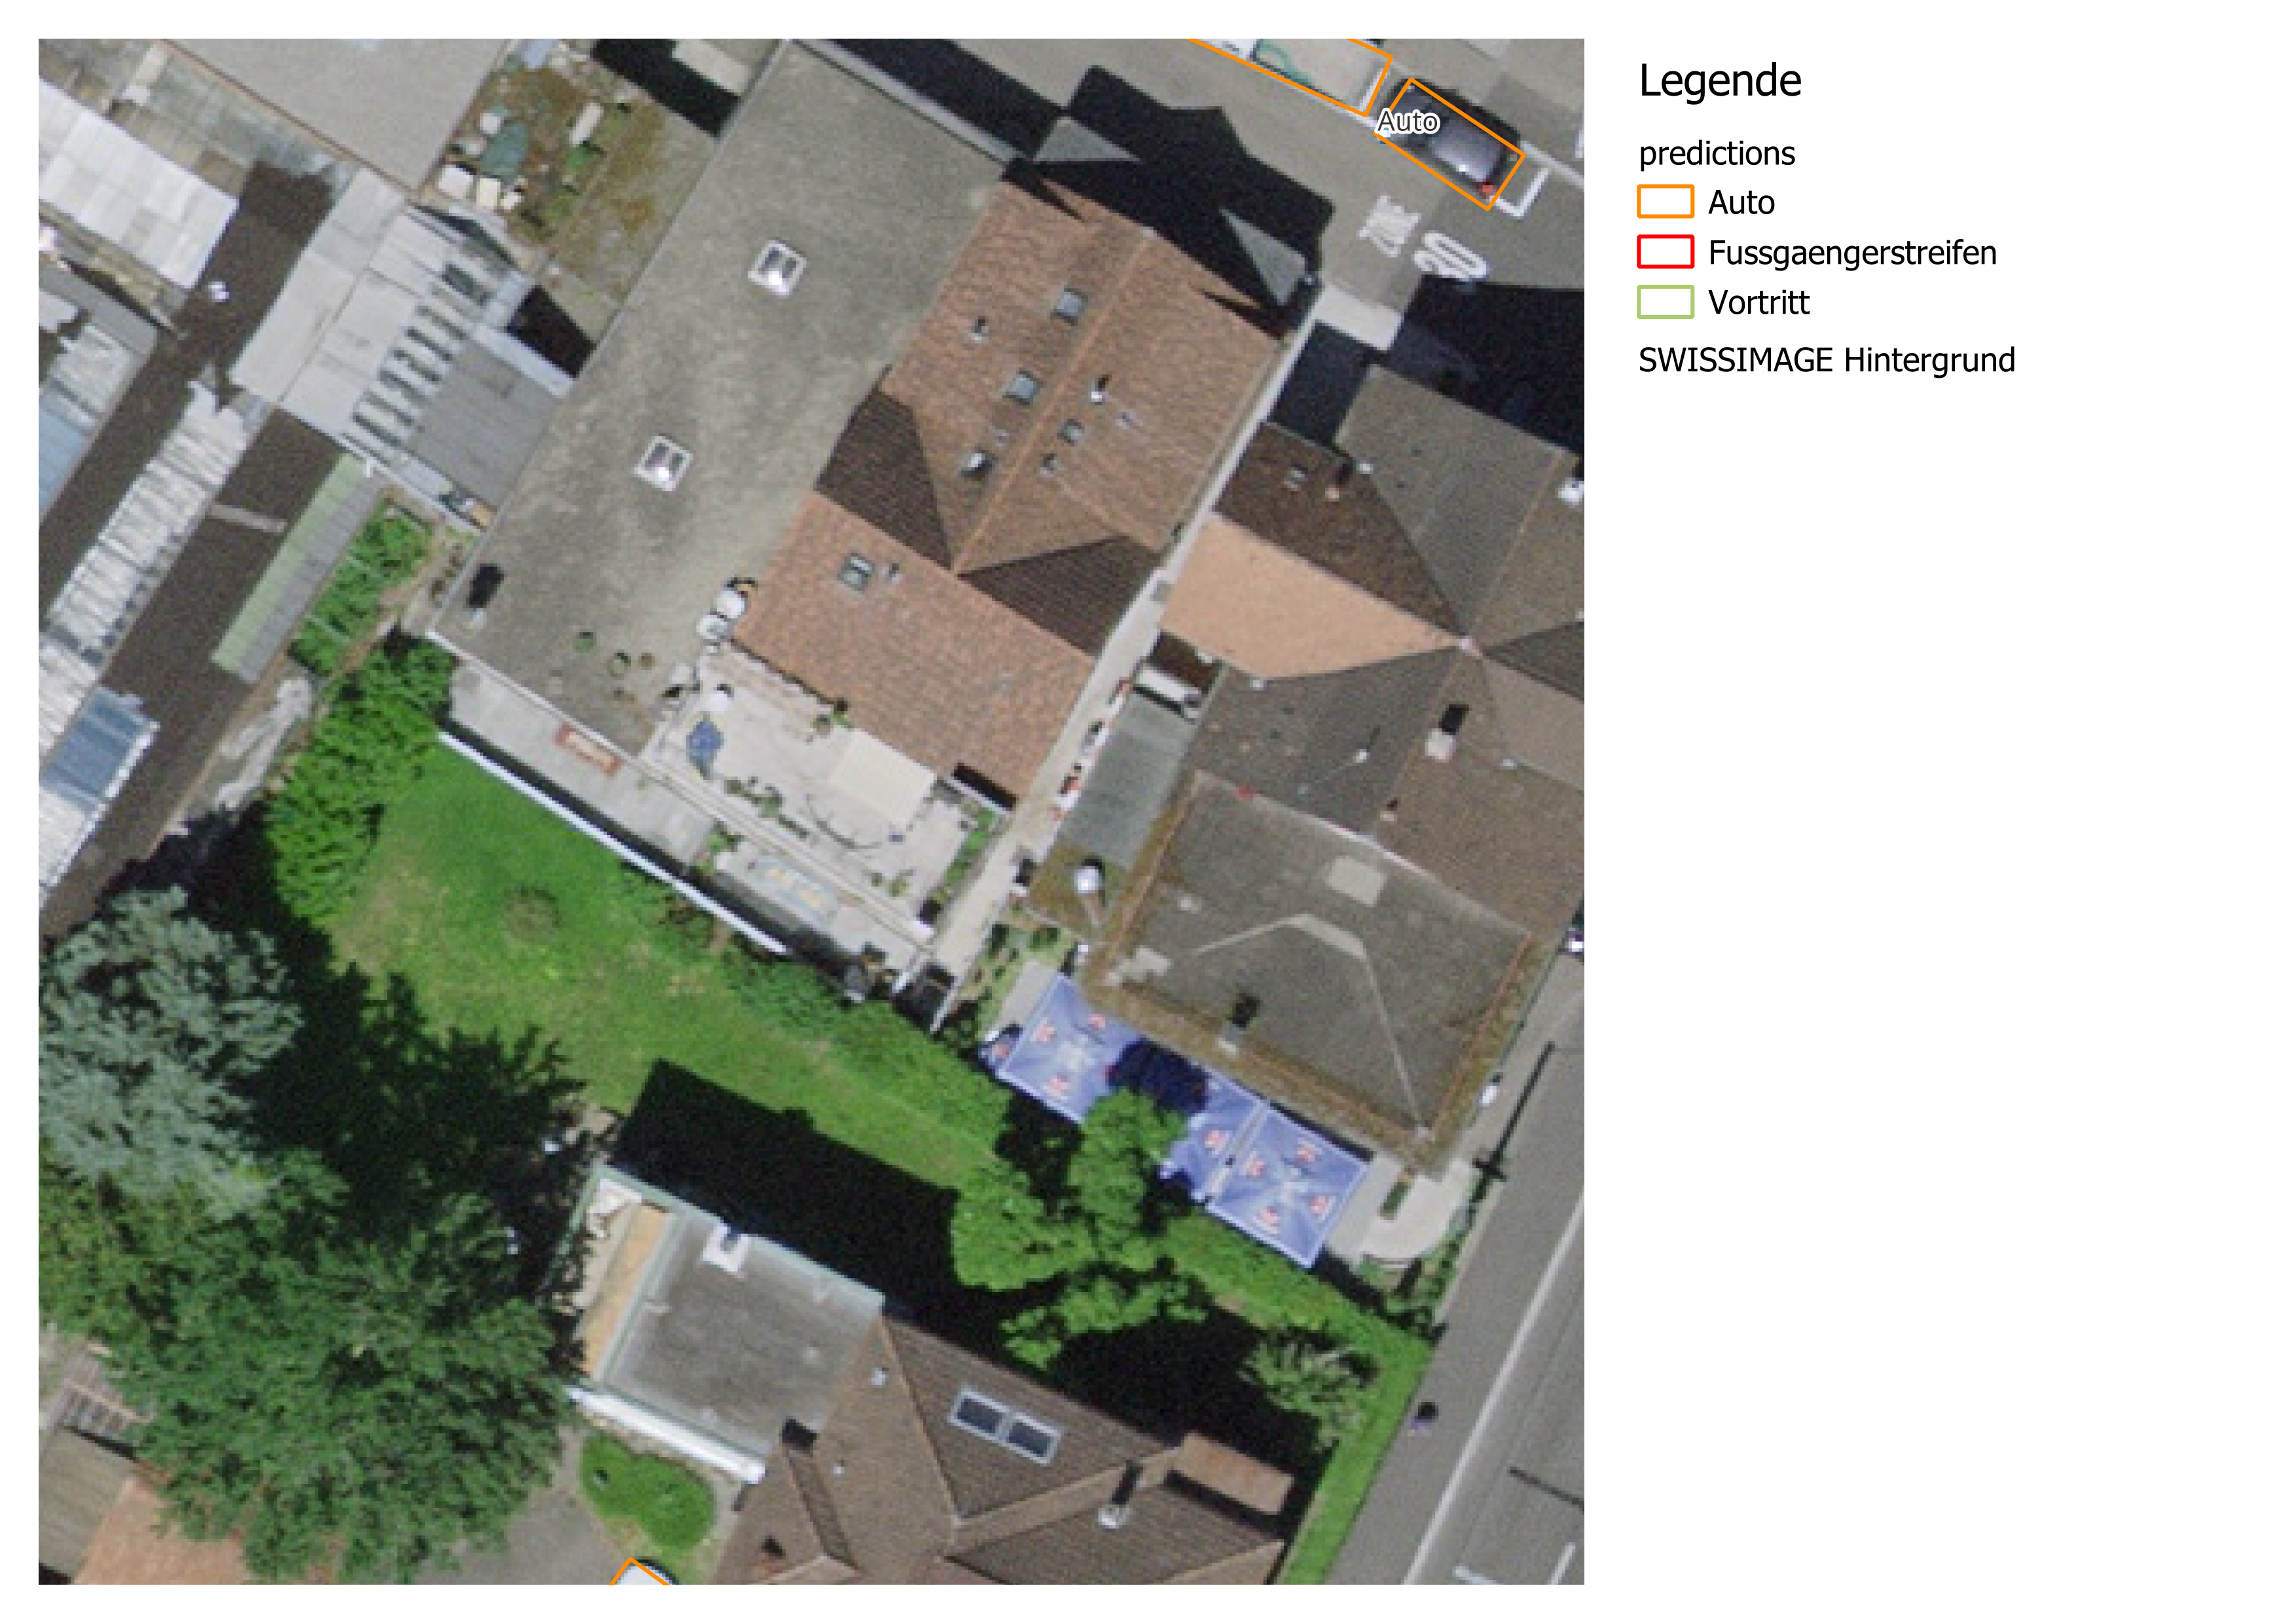 Auto
Legende
predictions
Auto
Fussgaengerstreifen
Vortritt
SWISSIMAGE Hintergrund